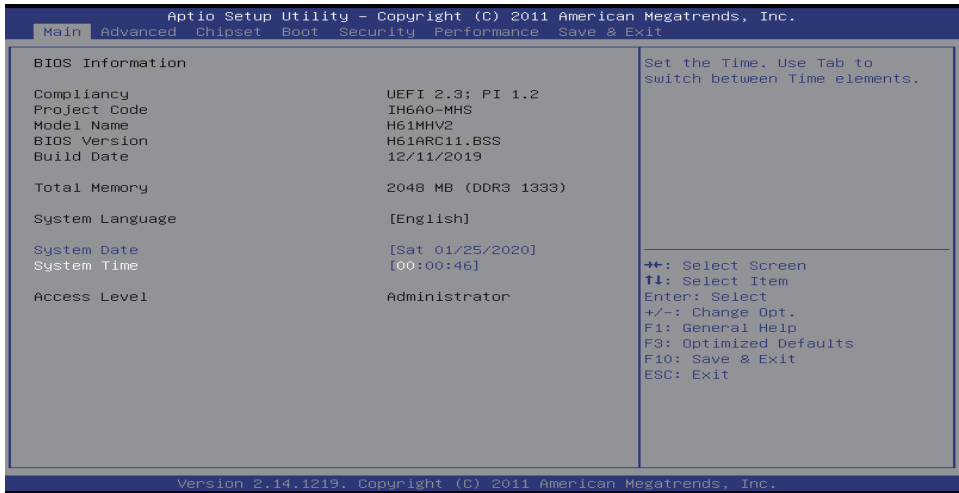 Aptio Setup Utility – Copyright (C) 2011 American Megatrends, Inc.
Main Advanced Chipset Boot Security Performance Save & Exit
BIOS Information
Compliancy UEFI 2.3; PI 1.2
Project Code IH6AO-MHS
Model Name H61MHV2
BIOS Version H61ARC11.BSS
Build Date 12/11/2019
Total Memory 2048 MB (DDR3 1333)
System Language [English]
System Date [Sat 01/25/2020]
System Time [00:00:46]
Access Level Administrator
Set the Time. Use Tab to
switch between Time elements.
→←: Select Screen
↑↓: Select Item
Enter: Select
+/-: Change Opt.
F1: General Help
F3: Optimized Defaults
F10: Save & Exit
ESC: Exit
Version 2.14.1219. Copyright (C) 2011 American Megatrends, Inc.